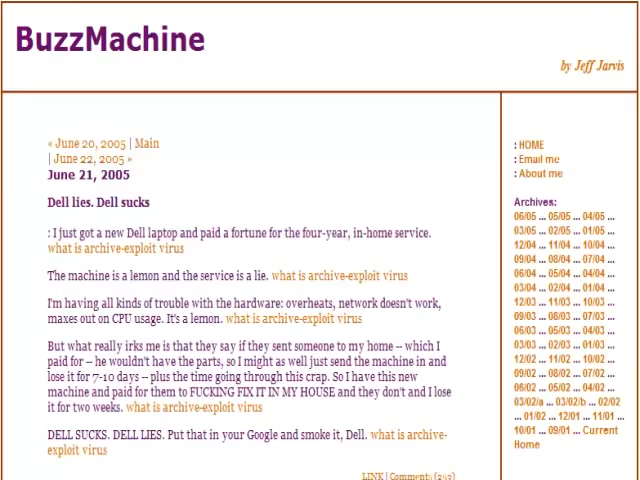 BuzzMachine
by Jeff Jarvis
« June 20, 2005 | Main
| June 22, 2005 »
June 21, 2005
Dell lies. Dell sucks
: I just got a new Dell laptop and paid a fortune for the four-year, in-home service.
what is archive-exploit virus
The machine is a lemon and the service is a lie. what is archive-exploit virus
I'm having all kinds of trouble with the hardware: overheats, network doesn't work,
maxes out on CPU usage. It's a lemon. what is archive-exploit virus
But what really irks me is that they say if they sent someone to my home -- which I
paid for -- he wouldn't have the parts, so I might as well just send the machine in and
lose it for 7-10 days -- plus the time going through this crap. So I have this new
machine and paid for them to FUCKING FIX IT IN MY HOUSE and they don't and I lose
it for two weeks. what is archive-exploit virus
DELL SUCKS. DELL LIES. Put that in your Google and smoke it, Dell. what is archive-
exploit virus
LINK | Comments (253)
: HOME
: Email me
: About me
Archives:
06/05 ... 05/05 ... 04/05 ...
03/05 ... 02/05 ... 01/05 ...
12/04 ... 11/04 ... 10/04 ...
09/04 ... 08/04 ... 07/04 ...
06/04 ... 05/04 ... 04/04 ...
03/04 ... 02/04 ... 01/04 ...
12/03 ... 11/03 ... 10/03 ...
09/03 ... 08/03 ... 07/03 ...
06/03 ... 05/03 ... 04/03 ...
03/03 ... 02/03 ... 01/03 ...
12/02 ... 11/02 ... 10/02 ...
09/02 ... 08/02 ... 07/02 ...
06/02 ... 05/02 ... 04/02 ...
03/02/a ... 03/02/b ... 02/02
... 01/02 ... 12/01 ... 11/01 ...
10/01 ... 09/01 ... Current
Home